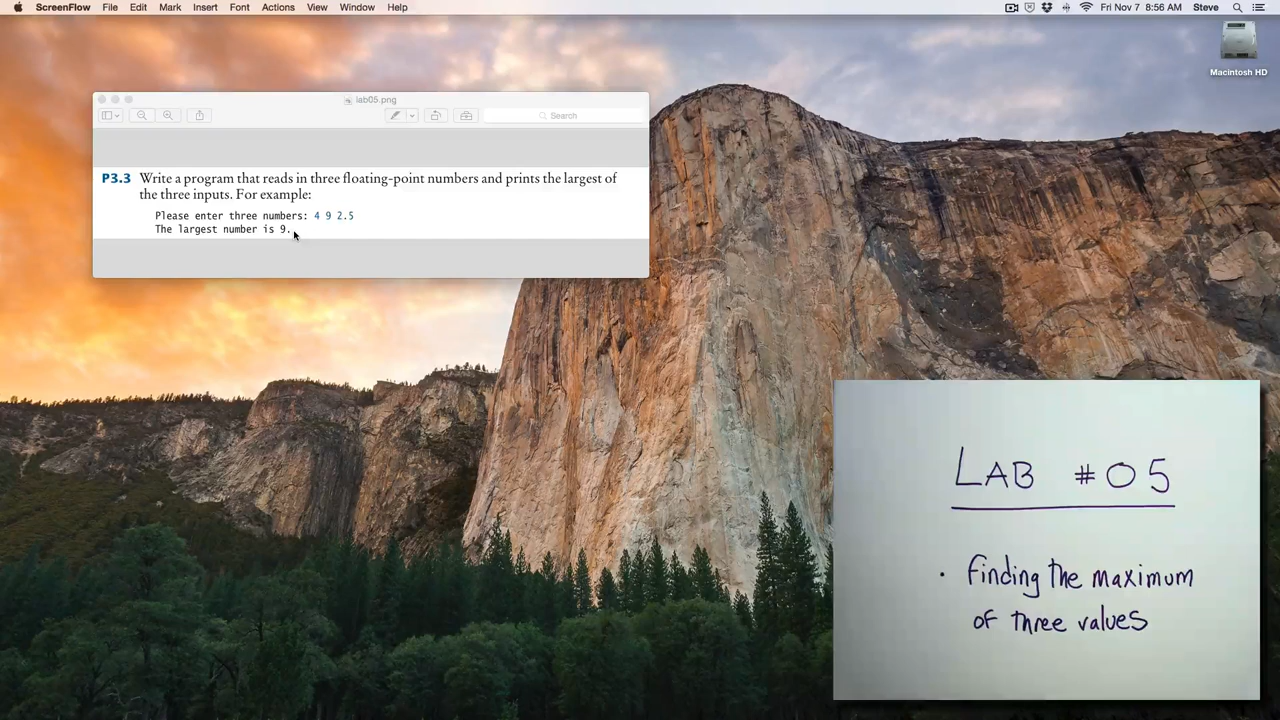 ScreenFlow File Edit Mark Insert Font Actions View Window Help
Fri Nov 7 8:56 AM Steve
Macintosh HD
lab05.png
Search
P3.3 Write a program that reads in three floating-point numbers and prints the largest of
the three inputs. For example:
Please enter three numbers: 4 9 2.5
The largest number is 9.
LAB #05
• Finding the maximum
of three values